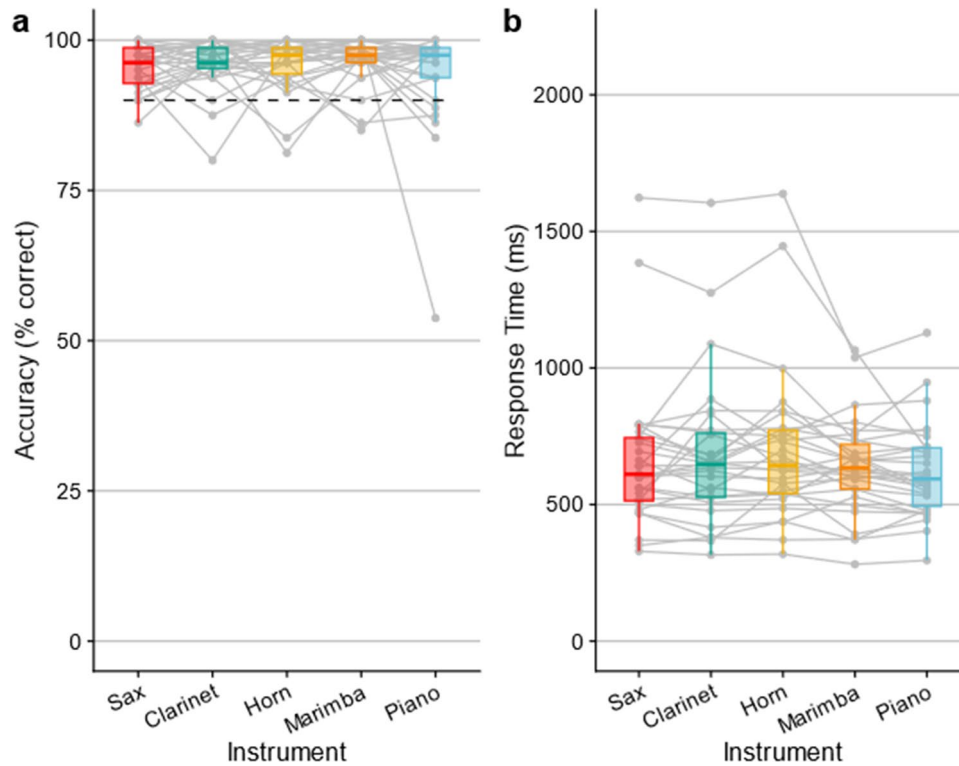 a
Accuracy (% correct)
100
75
50
25
0
Sax
Clarinet
Horn
Marimba
Piano
Instrument
b
Response Time (ms)
2000
1500
1000
500
0
Sax
Clarinet
Horn
Marimba
Piano
Instrument